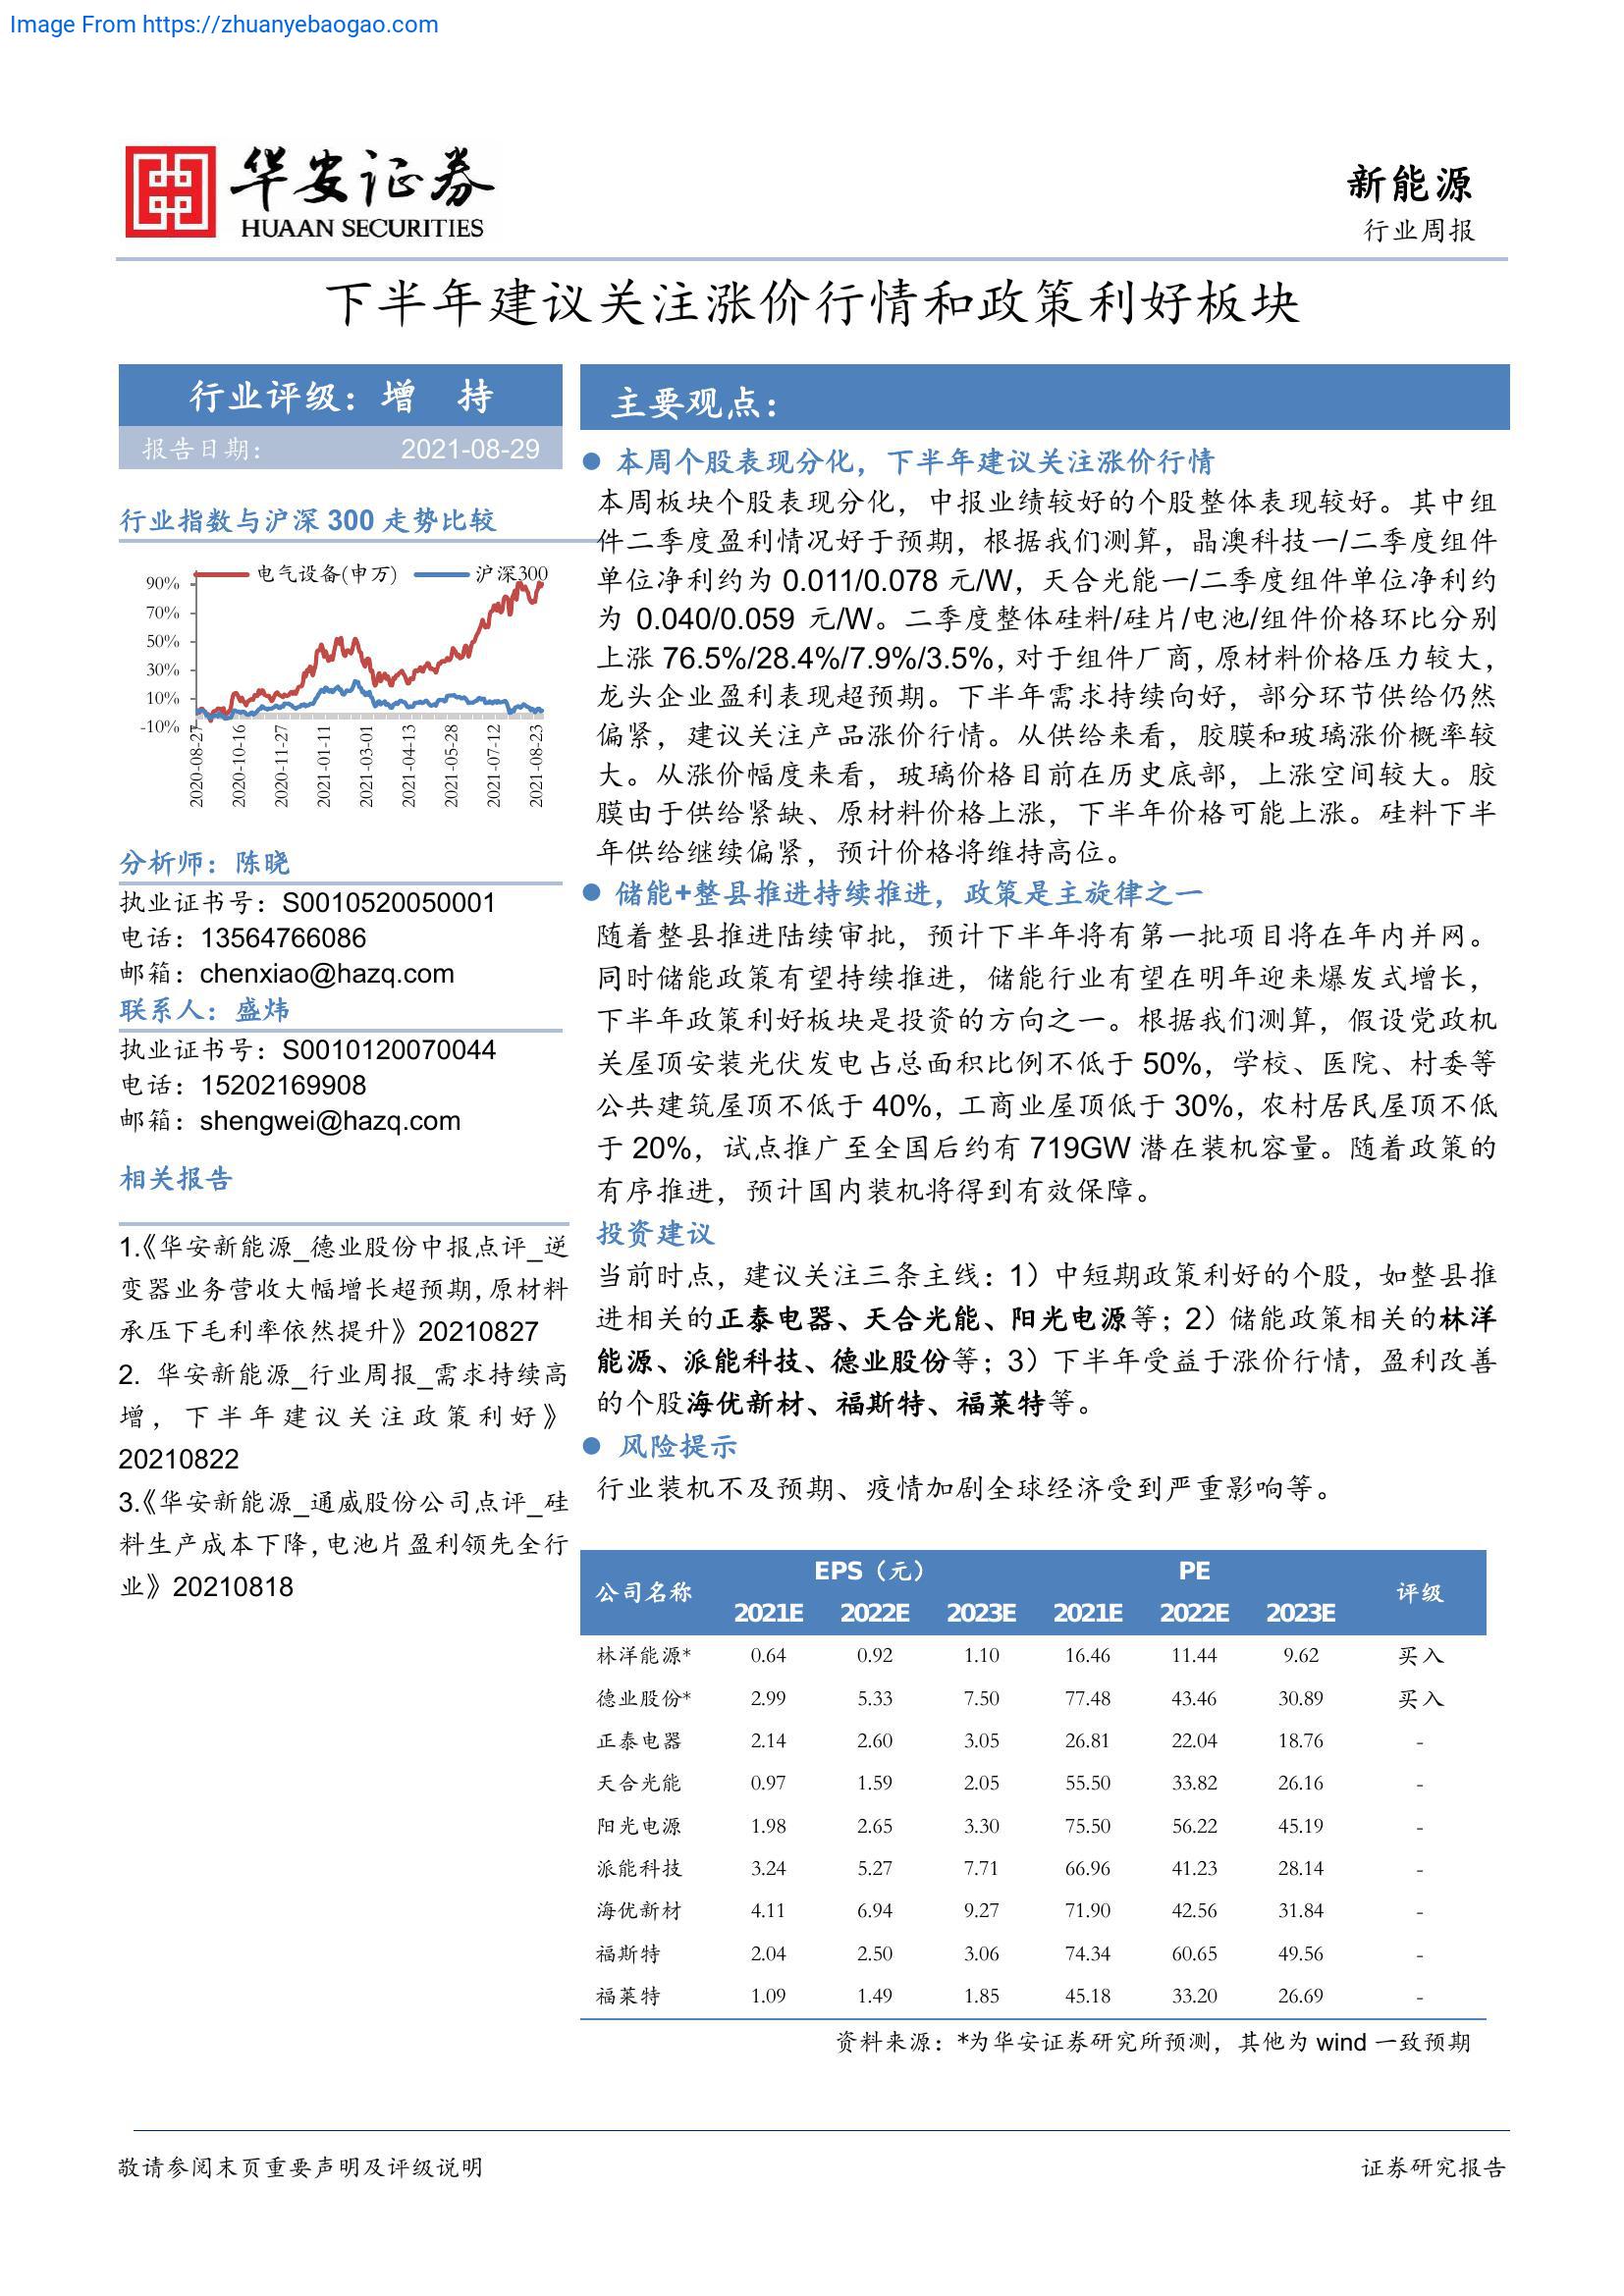 Image From https://zhuanyebaogao.com
华安证券
HUAAN SECURITIES
新能源
行业周报
下半年建议关注涨价行情和政策利好板块
行业评级：增 持
报告日期： 2021-08-29
行业指数与沪深 300 走势比较
电气设备(申万) 沪深300
90%
70%
50%
30%
10%
-10%
2020-08-27
2020-10-16
2020-11-27
2021-01-11
2021-03-01
2021-04-13
2021-05-28
2021-07-12
2021-08-23
分析师：陈晓
执业证书号：S0010520050001
电话：13564766086
邮箱：chenxiao@hazq.com
联系人：盛炜
执业证书号：S0010120070044
电话：15202169908
邮箱：shengwei@hazq.com
相关报告
1.《华安新能源_德业股份中报点评_逆
变器业务营收大幅增长超预期,原材料
承压下毛利率依然提升》20210827
2. 华安新能源_行业周报_需求持续高
增，下半年建议关注政策利好》
20210822
3.《华安新能源_通威股份公司点评_硅
料生产成本下降,电池片盈利领先全行
业》20210818
主要观点：
● 本周个股表现分化，下半年建议关注涨价行情
本周板块个股表现分化，中报业绩较好的个股整体表现较好。其中组
件二季度盈利情况好于预期，根据我们测算，晶澳科技一/二季度组件
单位净利约为 0.011/0.078 元/W，天合光能一/二季度组件单位净利约
为 0.040/0.059 元/W。二季度整体硅料/硅片/电池/组件价格环比分别
上涨 76.5%/28.4%/7.9%/3.5%，对于组件厂商，原材料价格压力较大，
龙头企业盈利表现超预期。下半年需求持续向好，部分环节供给仍然
偏紧，建议关注产品涨价行情。从供给来看，胶膜和玻璃涨价概率较
大。从涨价幅度来看，玻璃价格目前在历史底部，上涨空间较大。胶
膜由于供给紧缺、原材料价格上涨，下半年价格可能上涨。硅料下半
年供给继续偏紧，预计价格将维持高位。
● 储能+整县推进持续推进，政策是主旋律之一
随着整县推进陆续审批，预计下半年将有第一批项目将在年内并网。
同时储能政策有望持续推进，储能行业有望在明年迎来爆发式增长，
下半年政策利好板块是投资的方向之一。根据我们测算，假设党政机
关屋顶安装光伏发电占总面积比例不低于 50%，学校、医院、村委等
公共建筑屋顶不低于 40%，工商业屋顶低于 30%，农村居民屋顶不低
于 20%，试点推广至全国后约有 719GW 潜在装机容量。随着政策的
有序推进，预计国内装机将得到有效保障。
投资建议
当前时点，建议关注三条主线：1）中短期政策利好的个股，如整县推
进相关的正泰电器、天合光能、阳光电源等；2）储能政策相关的林洋
能源、派能科技、德业股份等；3）下半年受益于涨价行情，盈利改善
的个股海优新材、福斯特、福莱特等。
● 风险提示
行业装机不及预期、疫情加剧全球经济受到严重影响等。
公司名称 EPS（元） PE 评级
2021E 2022E 2023E 2021E 2022E 2023E
林洋能源* 0.64 0.92 1.10 16.46 11.44 9.62 买入
德业股份* 2.99 5.33 7.50 77.48 43.46 30.89 买入
正泰电器 2.14 2.60 3.05 26.81 22.04 18.76 -
天合光能 0.97 1.59 2.05 55.50 33.82 26.16 -
阳光电源 1.98 2.65 3.30 75.50 56.22 45.19 -
派能科技 3.24 5.27 7.71 66.96 41.23 28.14 -
海优新材 4.11 6.94 9.27 71.90 42.56 31.84 -
福斯特 2.04 2.50 3.06 74.34 60.65 49.56 -
福莱特 1.09 1.49 1.85 45.18 33.20 26.69 -
资料来源：*为华安证券研究所预测，其他为 wind 一致预期
敬请参阅末页重要声明及评级说明 证券研究报告